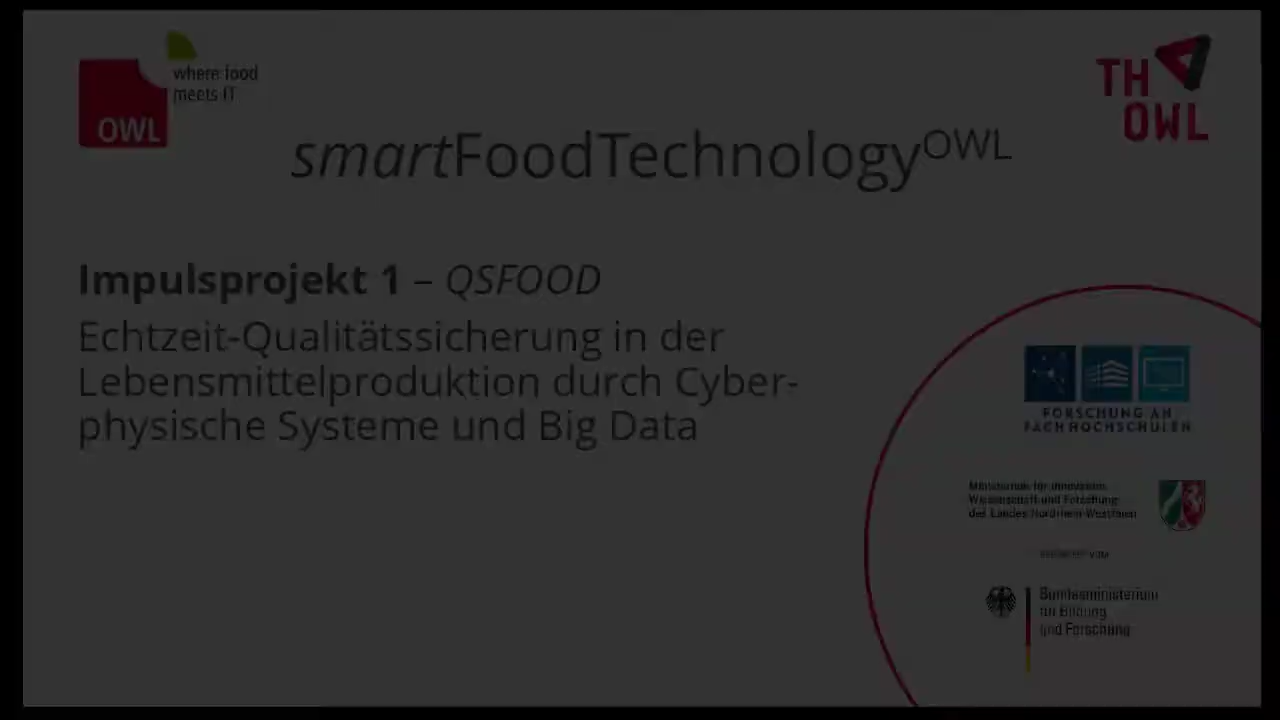 where food
meets IT
OWL
TH
OWL
smartFoodTechnologyOWL
Impulsprojekt 1 – QSFOOD
Echtzeit-Qualitätssicherung in der
Lebensmittelproduktion durch Cyber-
physische Systeme und Big Data
FORSCHUNG AN
FACHHOCHSCHULEN
Ministerium für Innovation,
Wissenschaft und Forschung
des Landes Nordrhein-Westfalen
GEFÖRDERT VOM
Bundesministerium
für Bildung
und Forschung